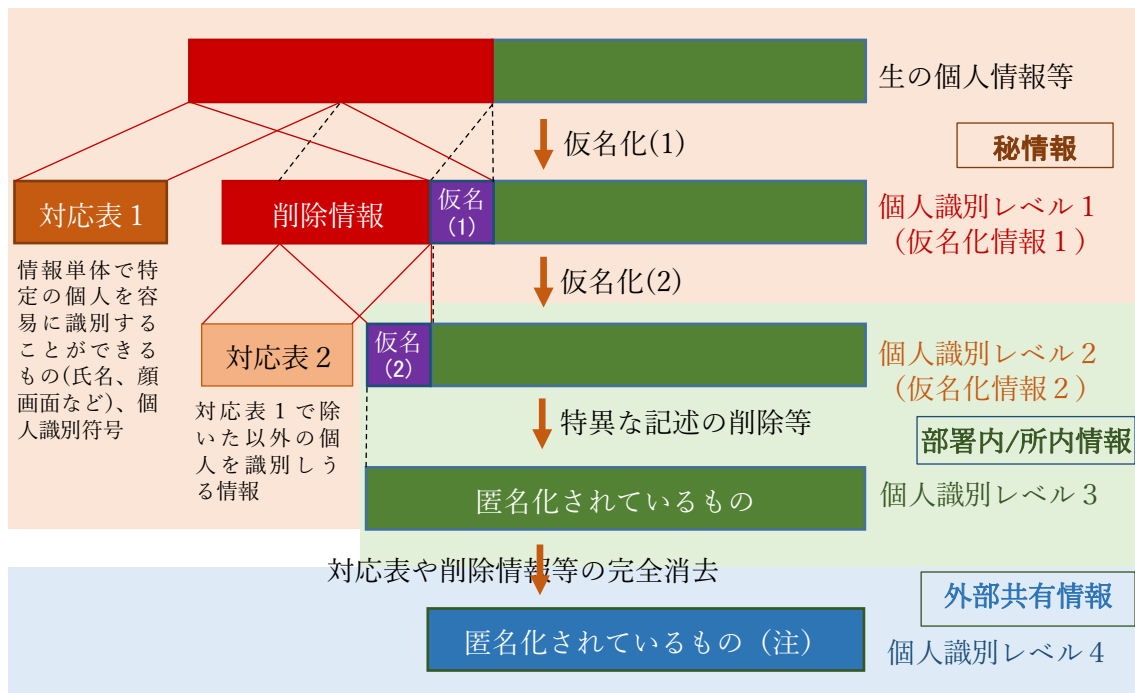 生の個人情報等
仮名化(1)
秘情報
対応表１
削除情報
仮名
(1)
個人識別レベル１
（仮名化情報１）
情報単体で特
定の個人を容
易に識別する
ことができる
もの(氏名、顔
画面など）、個
人識別符号
仮名化(2)
対応表２
仮名
(2)
個人識別レベル２
（仮名化情報２）
対応表１で除
いた以外の個
人を識別しう
る情報
特異な記述の削除等
部署内/所内情報
匿名化されているもの
個人識別レベル３
対応表や削除情報等の完全消去
外部共有情報
匿名化されているもの（注）
個人識別レベル４